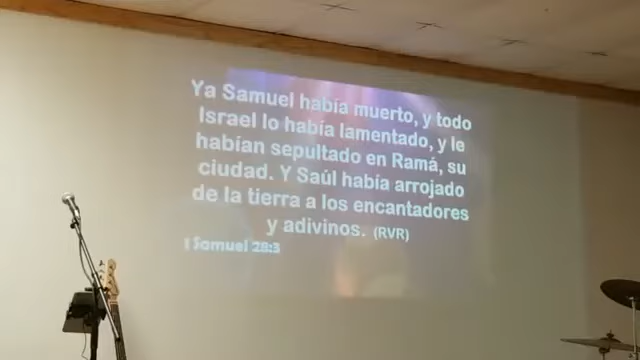 Ya Samuel había muerto, y todo
Israel lo había lamentado, y le
habían sepultado en Ramá, su
ciudad. Y Saúl había arrojado
de la tierra a los encantadores
y adivinos. (RVR)
1 Samuel 28:3